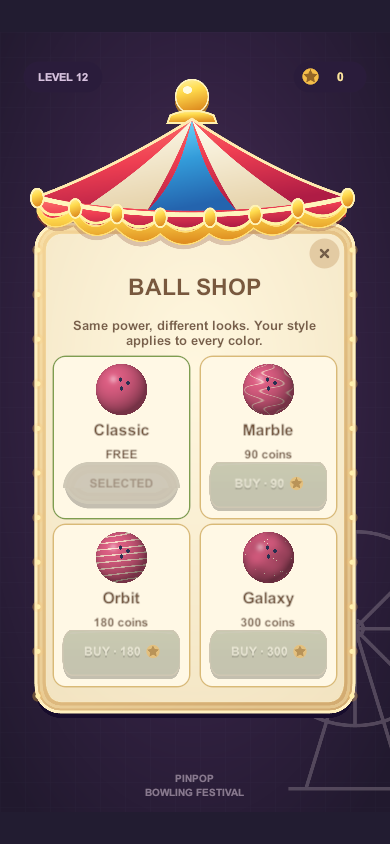 LEVEL 12
0
BALL SHOP
Same power, different looks. Your style
applies to every color.
Classic
FREE
SELECTED
Marble
90 coins
BUY · 90
Orbit
180 coins
BUY · 180
Galaxy
300 coins
BUY · 300
PINPOP
BOWLING FESTIVAL